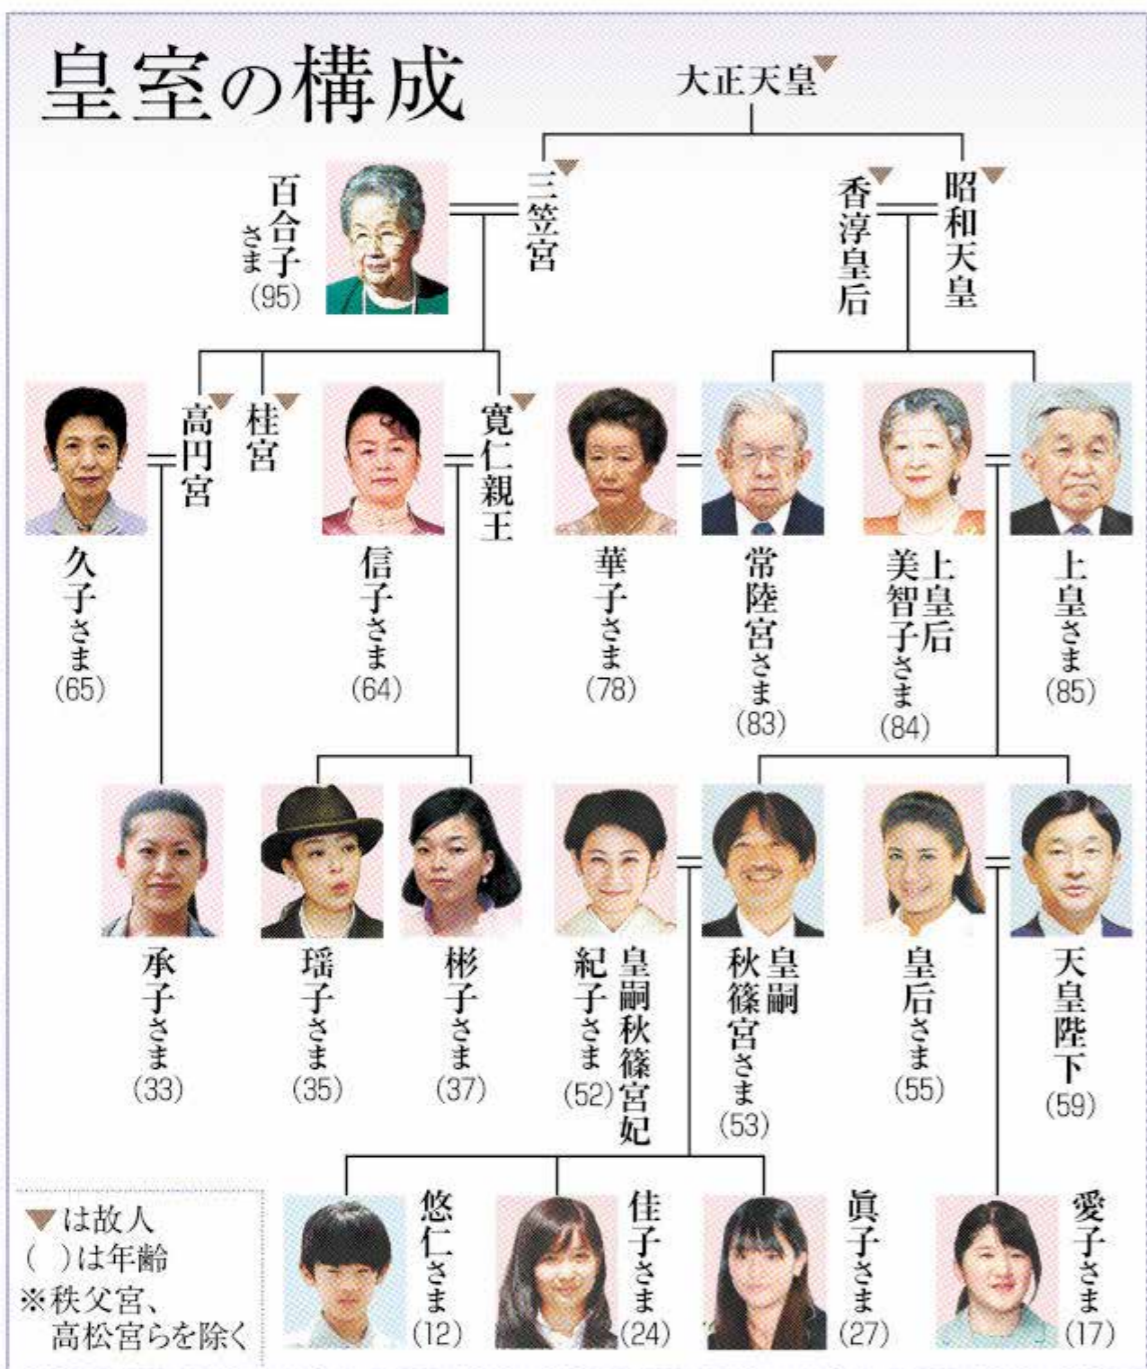 皇室の構成
大正天皇
昭和天皇
香淳皇后
三笠宮
百合子さま
(95)
上皇さま
(85)
上皇后
美智子さま
(84)
常陸宮さま
(83)
華子さま
(78)
寛仁親王
信子さま
(64)
桂宮
高円宮
久子さま
(65)
天皇陛下
(59)
皇后さま
(55)
皇嗣
秋篠宮さま
(53)
皇嗣秋篠宮妃
紀子さま
(52)
彬子さま
(37)
瑶子さま
(35)
承子さま
(33)
愛子さま
(17)
眞子さま
(27)
佳子さま
(24)
悠仁さま
(12)
▼は故人
( )は年齢
※秩父宮、
高松宮らを除く